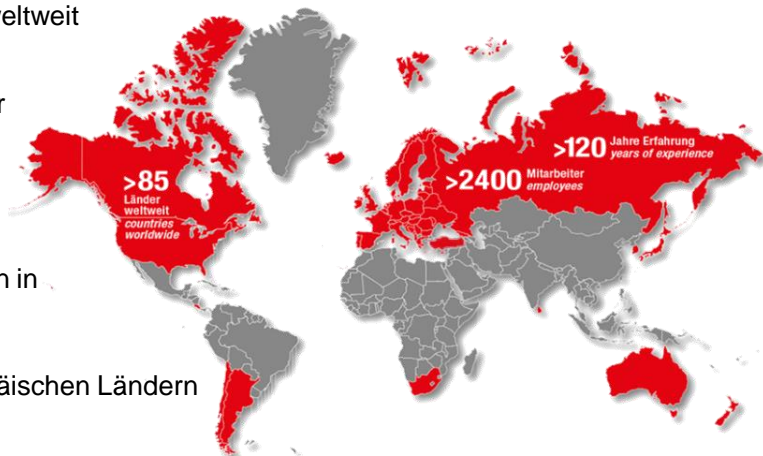 weltweit
r
>120 Jahre Erfahrung
years of experience
>2400 Mitarbeiter
employees
>85
Länder
weltweit
countries
worldwide
n in
äischen Ländern